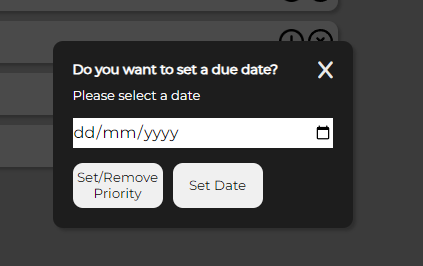 Do you want to set a due date?
X
Please select a date
dd/mm/yyyy
Set/Remove
Priority
Set Date